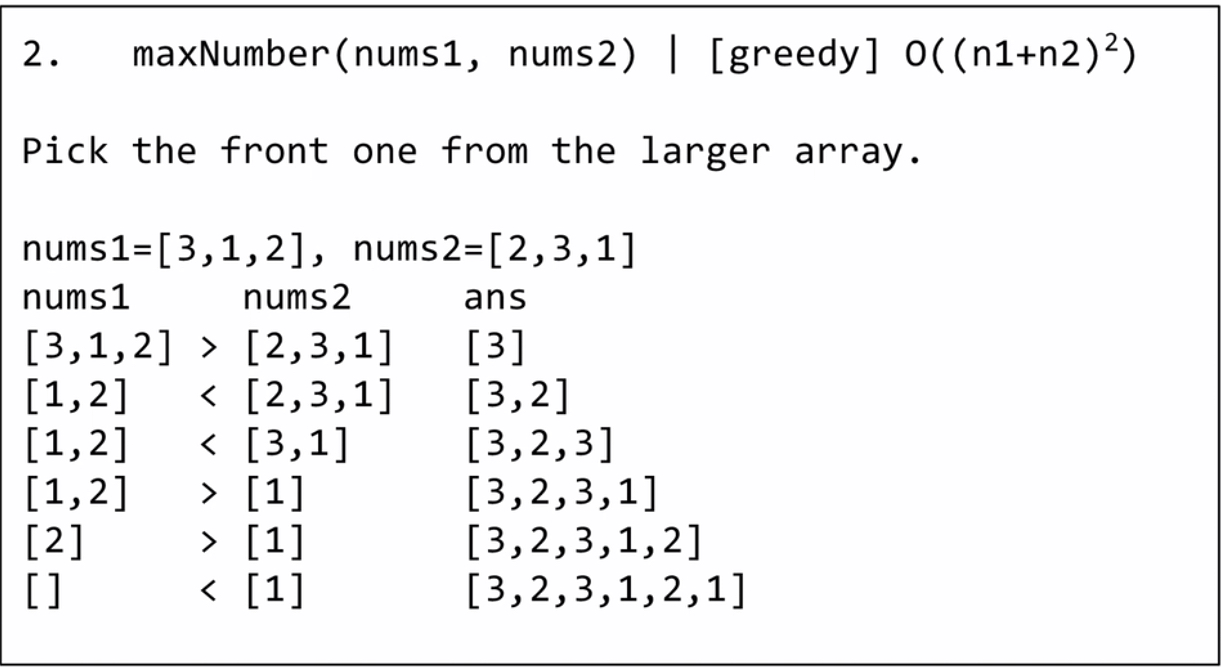 2.   maxNumber(nums1, nums2) | [greedy] O((n1+n2)²)
Pick the front one from the larger array.
nums1=[3,1,2], nums2=[2,3,1]
nums1     nums2     ans
[3,1,2] > [2,3,1]   [3]
[1,2]   < [2,3,1]   [3,2]
[1,2]   < [3,1]     [3,2,3]
[1,2]   > [1]       [3,2,3,1]
[2]     > [1]       [3,2,3,1,2]
[]      < [1]       [3,2,3,1,2,1]